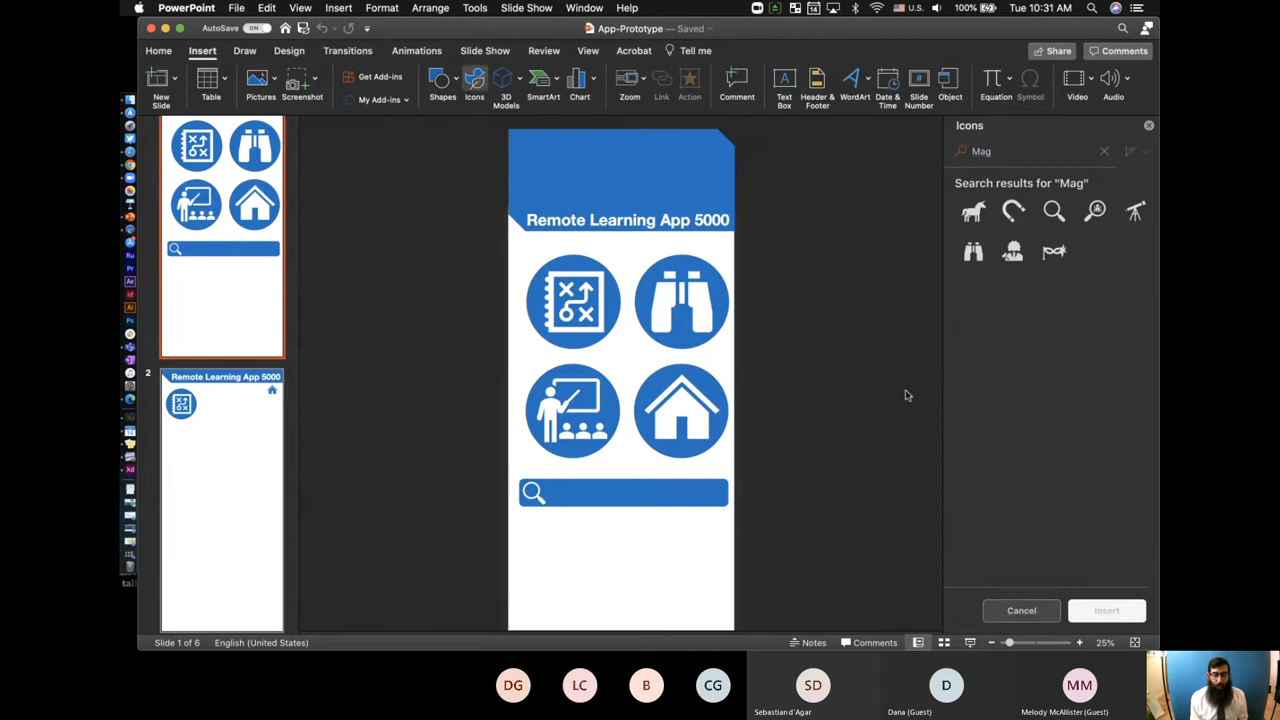 PowerPoint File Edit View Insert Format Arrange Tools Slide Show Window Help U.S. 100% Tue 10:31 AM
AutoSave ON App-Prototype — Saved
Home Insert Draw Design Transitions Animations Slide Show Review View Acrobat Tell me Share Comments
New Slide Table Pictures Screenshot Get Add-ins My Add-ins Shapes Icons 3D Models SmartArt Chart Zoom Link Action Comment Text Box Header & Footer WordArt Date & Time Slide Number Object Equation Symbol Video Audio
Icons
Mag
Search results for "Mag"
Remote Learning App 5000
2
Remote Learning App 5000
Cancel Insert
Slide 1 of 6 English (United States) Notes Comments 25%
DG LC B CG SD D MM
Sebastian d'Agar Dana (Guest) Melody McAllister (Guest)